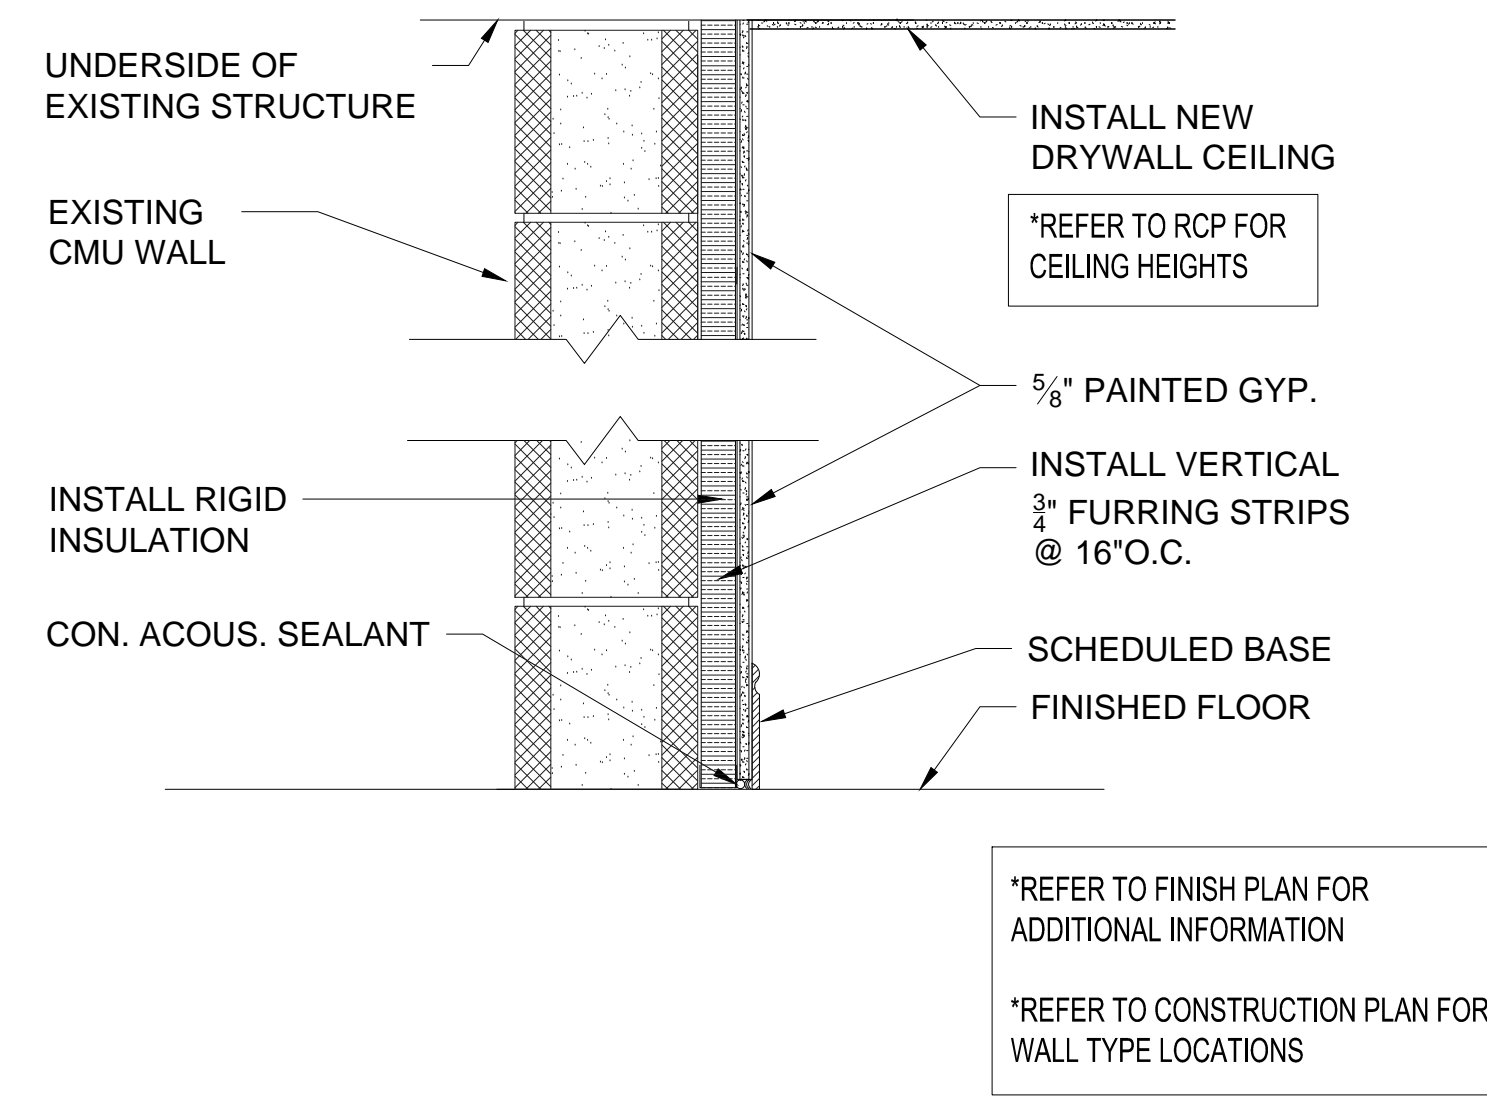 UNDERSIDE OF
EXISTING STRUCTURE
EXISTING
CMU WALL
INSTALL RIGID
INSULATION
CON. ACOUS. SEALANT
INSTALL NEW
DRYWALL CEILING
*REFER TO RCP FOR
CEILING HEIGHTS
5/8" PAINTED GYP.
INSTALL VERTICAL
3/4" FURRING STRIPS
@ 16"O.C.
SCHEDULED BASE
FINISHED FLOOR
*REFER TO FINISH PLAN FOR
ADDITIONAL INFORMATION
*REFER TO CONSTRUCTION PLAN FOR
WALL TYPE LOCATIONS